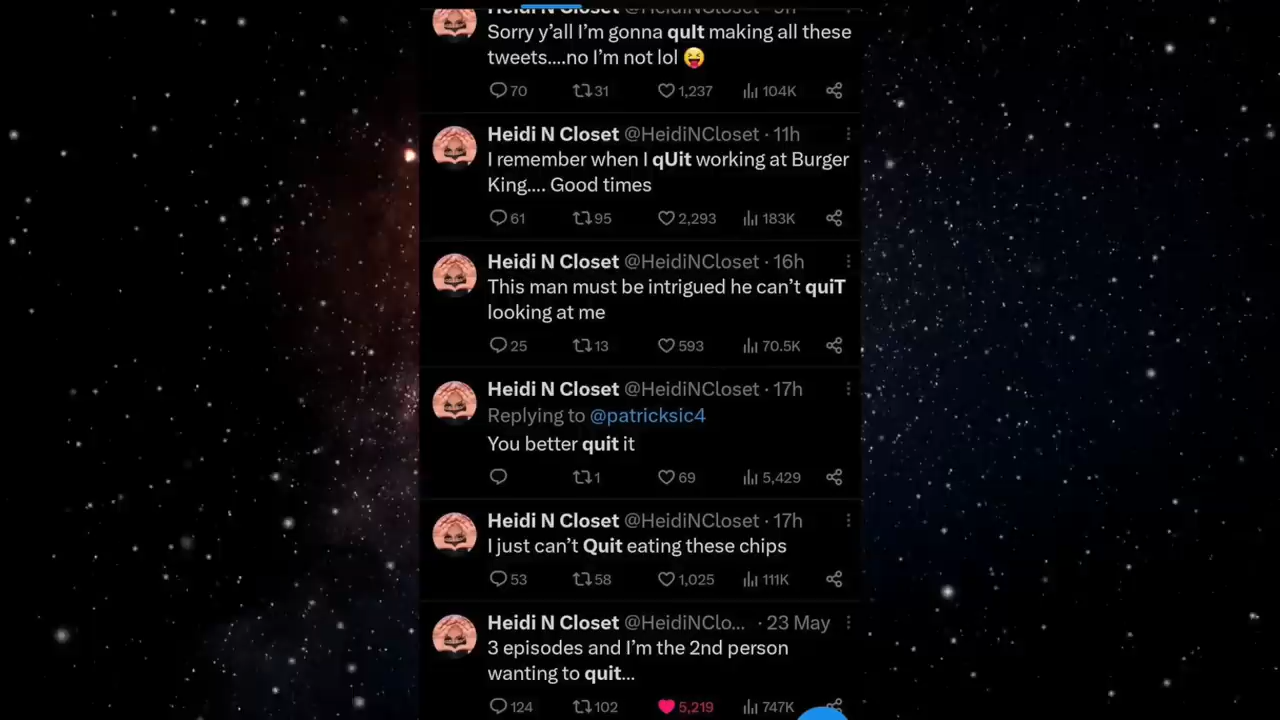 Heidi N Closet @HeidiNCloset · 9h
Sorry y’all I’m gonna quIt making all these
tweets....no I’m not lol 😝
70 31 1,237 104K
Heidi N Closet @HeidiNCloset · 11h
I remember when I qUit working at Burger
King.... Good times
61 95 2,293 183K
Heidi N Closet @HeidiNCloset · 16h
This man must be intrigued he can’t quiT
looking at me
25 13 593 70.5K
Heidi N Closet @HeidiNCloset · 17h
Replying to @patricksic4
You better quit it
1 69 5,429
Heidi N Closet @HeidiNCloset · 17h
I just can’t Quit eating these chips
53 58 1,025 111K
Heidi N Closet @HeidiNClo... · 23 May
3 episodes and I’m the 2nd person
wanting to quit...
124 102 5,219 747K